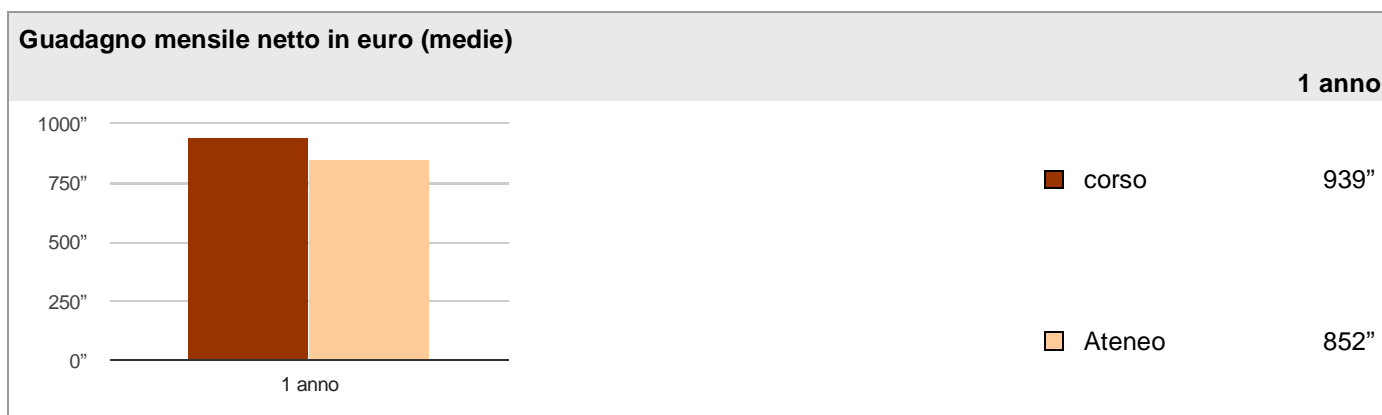 Guadagno mensile netto in euro (medie)
1 anno
1000”
750”
500”
250”
0”
1 anno
corso 939”
Ateneo 852”